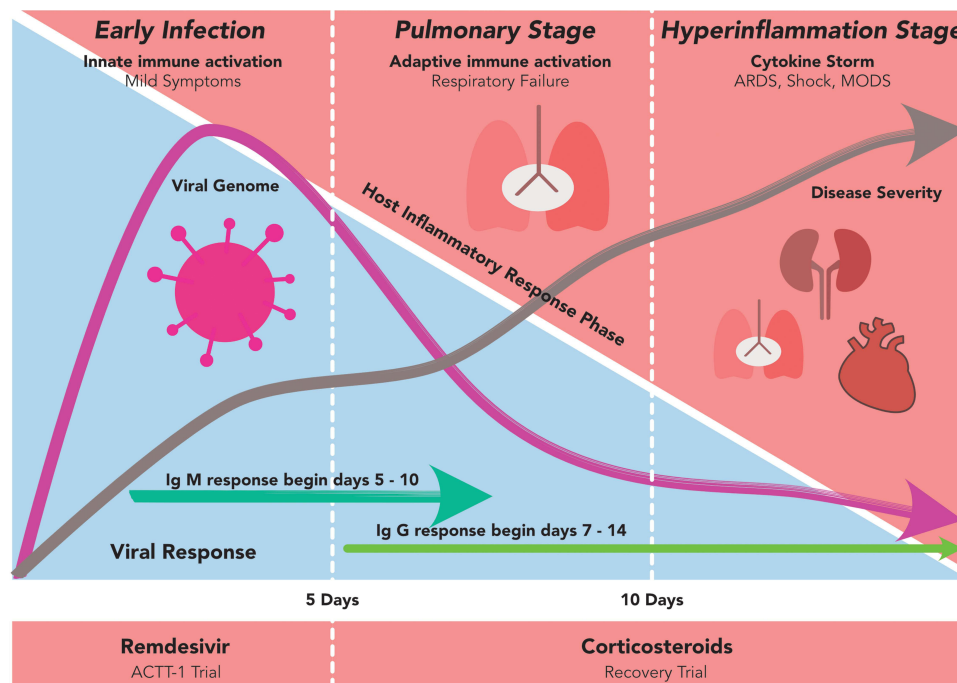 Early Infection
Innate immune activation
Mild Symptoms
Pulmonary Stage
Adaptive immune activation
Respiratory Failure
Hyperinflammation Stage
Cytokine Storm
ARDS, Shock, MODS
Viral Genome
Host Inflammatory Response Phase
Disease Severity
Ig M response begin days 5 - 10
Ig G response begin days 7 - 14
Viral Response
5 Days
10 Days
Remdesivir
ACTT-1 Trial
Corticosteroids
Recovery Trial